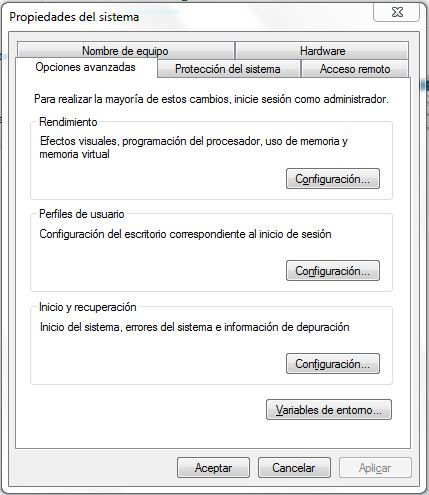 Propiedades del sistema
Nombre de equipo
Hardware
Opciones avanzadas
Protección del sistema
Acceso remoto
Para realizar la mayoría de estos cambios, inicie sesión como administrador.
Rendimiento
Efectos visuales, programación del procesador, uso de memoria y
memoria virtual
Configuración...
Perfiles de usuario
Configuración del escritorio correspondiente al inicio de sesión
Configuración...
Inicio y recuperación
Inicio del sistema, errores del sistema e información de depuración
Configuración...
Variables de entorno...
Aceptar
Cancelar
Aplicar